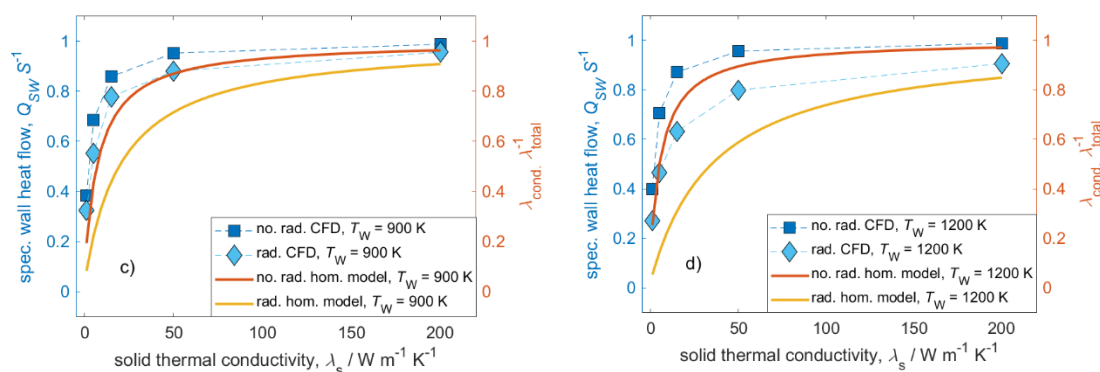 1
0.8
0.6
0.4
0.2
0
spec. wall heat flow, Q_SW S^-1
1
0.8
0.6
0.4
0.2
0
λ_cond. λ_total^-1
0 50 100 150 200
solid thermal conductivity, λ_s / W m^-1 K^-1
c)
no. rad. CFD, T_W = 900 K
rad. CFD, T_W = 900 K
no. rad. hom. model, T_W = 900 K
rad. hom. model, T_W = 900 K
1
0.8
0.6
0.4
0.2
0
spec. wall heat flow, Q_SW S^-1
1
0.8
0.6
0.4
0.2
0
λ_cond. λ_total^-1
0 50 100 150 200
solid thermal conductivity, λ_s / W m^-1 K^-1
d)
no. rad. CFD, T_W = 1200 K
rad. CFD, T_W = 1200 K
no. rad. hom. model, T_W = 1200 K
rad. hom. model, T_W = 1200 K